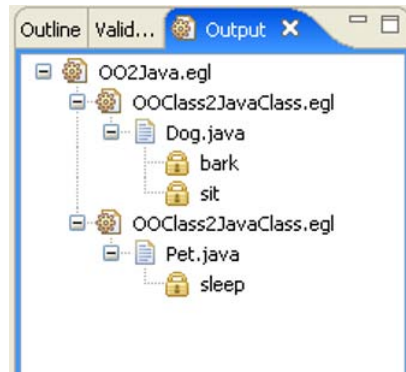 Outline Valid... Output
OO2Java.egl
OOClass2JavaClass.egl
Dog.java
bark
sit
OOClass2JavaClass.egl
Pet.java
sleep